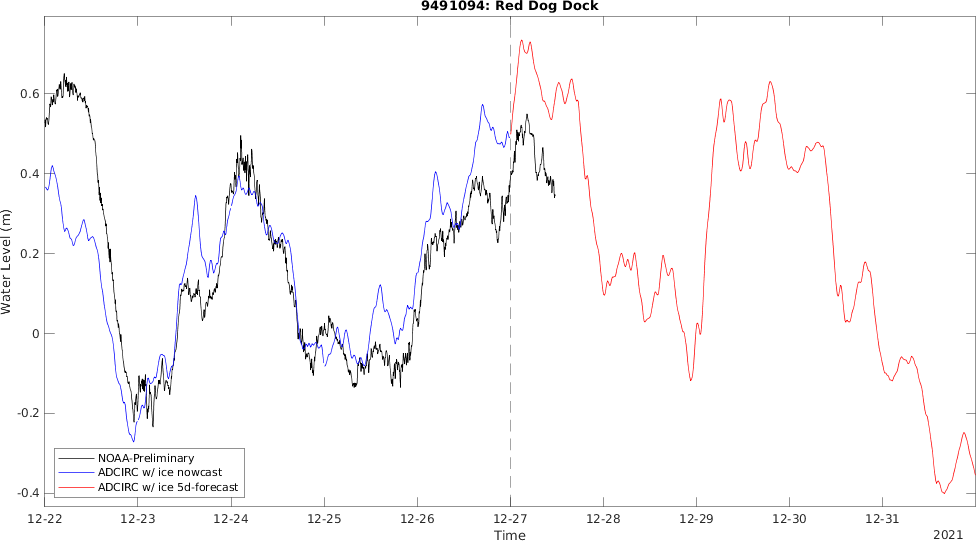 9491094: Red Dog Dock
Water Level (m)
0.6
0.4
0.2
0
-0.2
-0.4
NOAA-Preliminary
ADCIRC w/ ice nowcast
ADCIRC w/ ice 5d-forecast
12-22 12-23 12-24 12-25 12-26 12-27 12-28 12-29 12-30 12-31
Time
2021